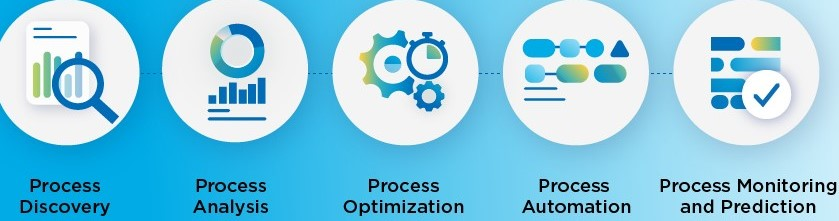 Process
Discovery
Process
Analysis
Process
Optimization
Process
Automation
Process Monitoring
and Prediction